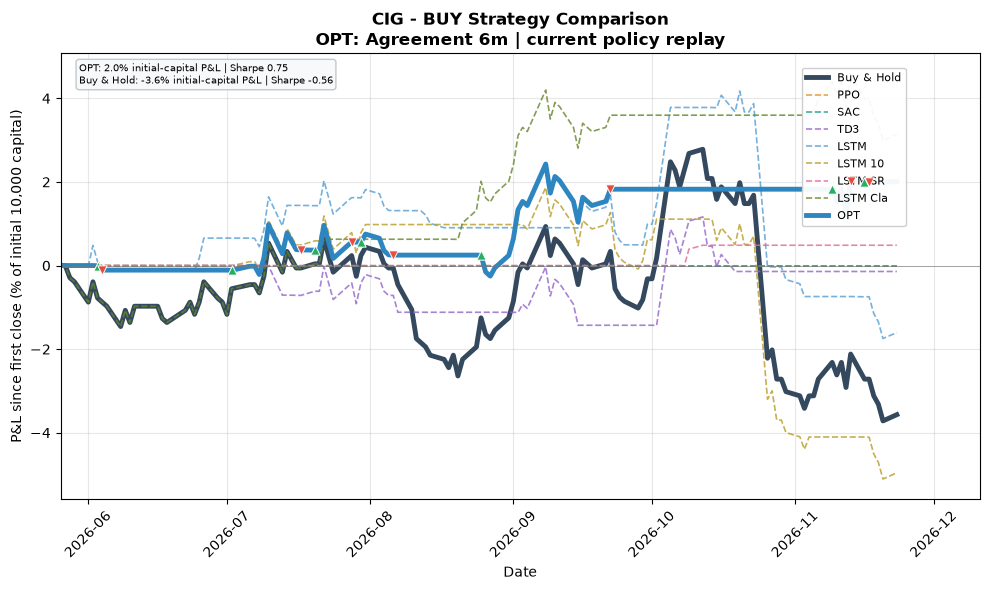 CIG - BUY Strategy Comparison
OPT: Agreement 6m | current policy replay
OPT: 2.0% initial-capital P&L | Sharpe 0.75
Buy & Hold: -3.6% initial-capital P&L | Sharpe -0.56
Buy & Hold
PPO
SAC
TD3
LSTM
LSTM 10
LSTM SR
LSTM Cla
OPT
P&L since first close (% of initial 10,000 capital)
4
2
0
−2
−4
2026-06
2026-07
2026-08
2026-09
2026-10
2026-11
2026-12
Date